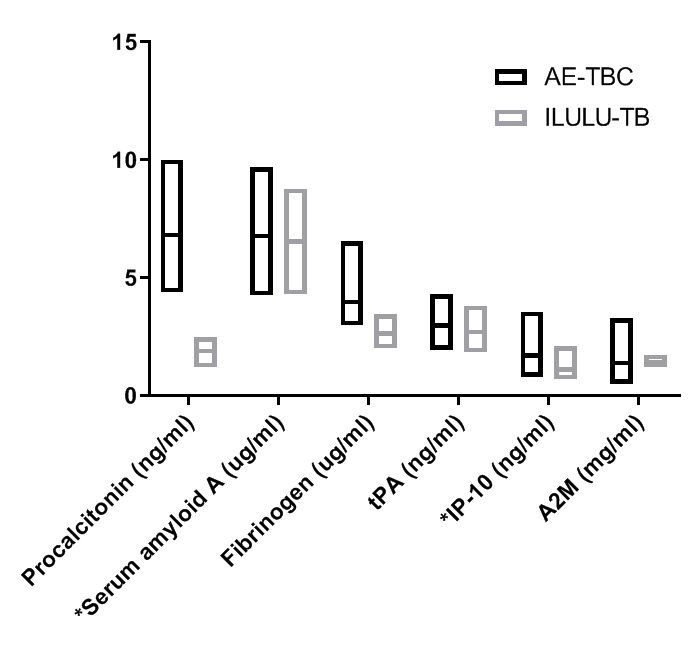 15
10
5
0
AE-TBC
ILULU-TB
Procalcitonin (ng/ml)
*Serum amyloid A (ug/ml)
Fibrinogen (ug/ml)
tPA (ng/ml)
*IP-10 (ng/ml)
A2M (mg/ml)